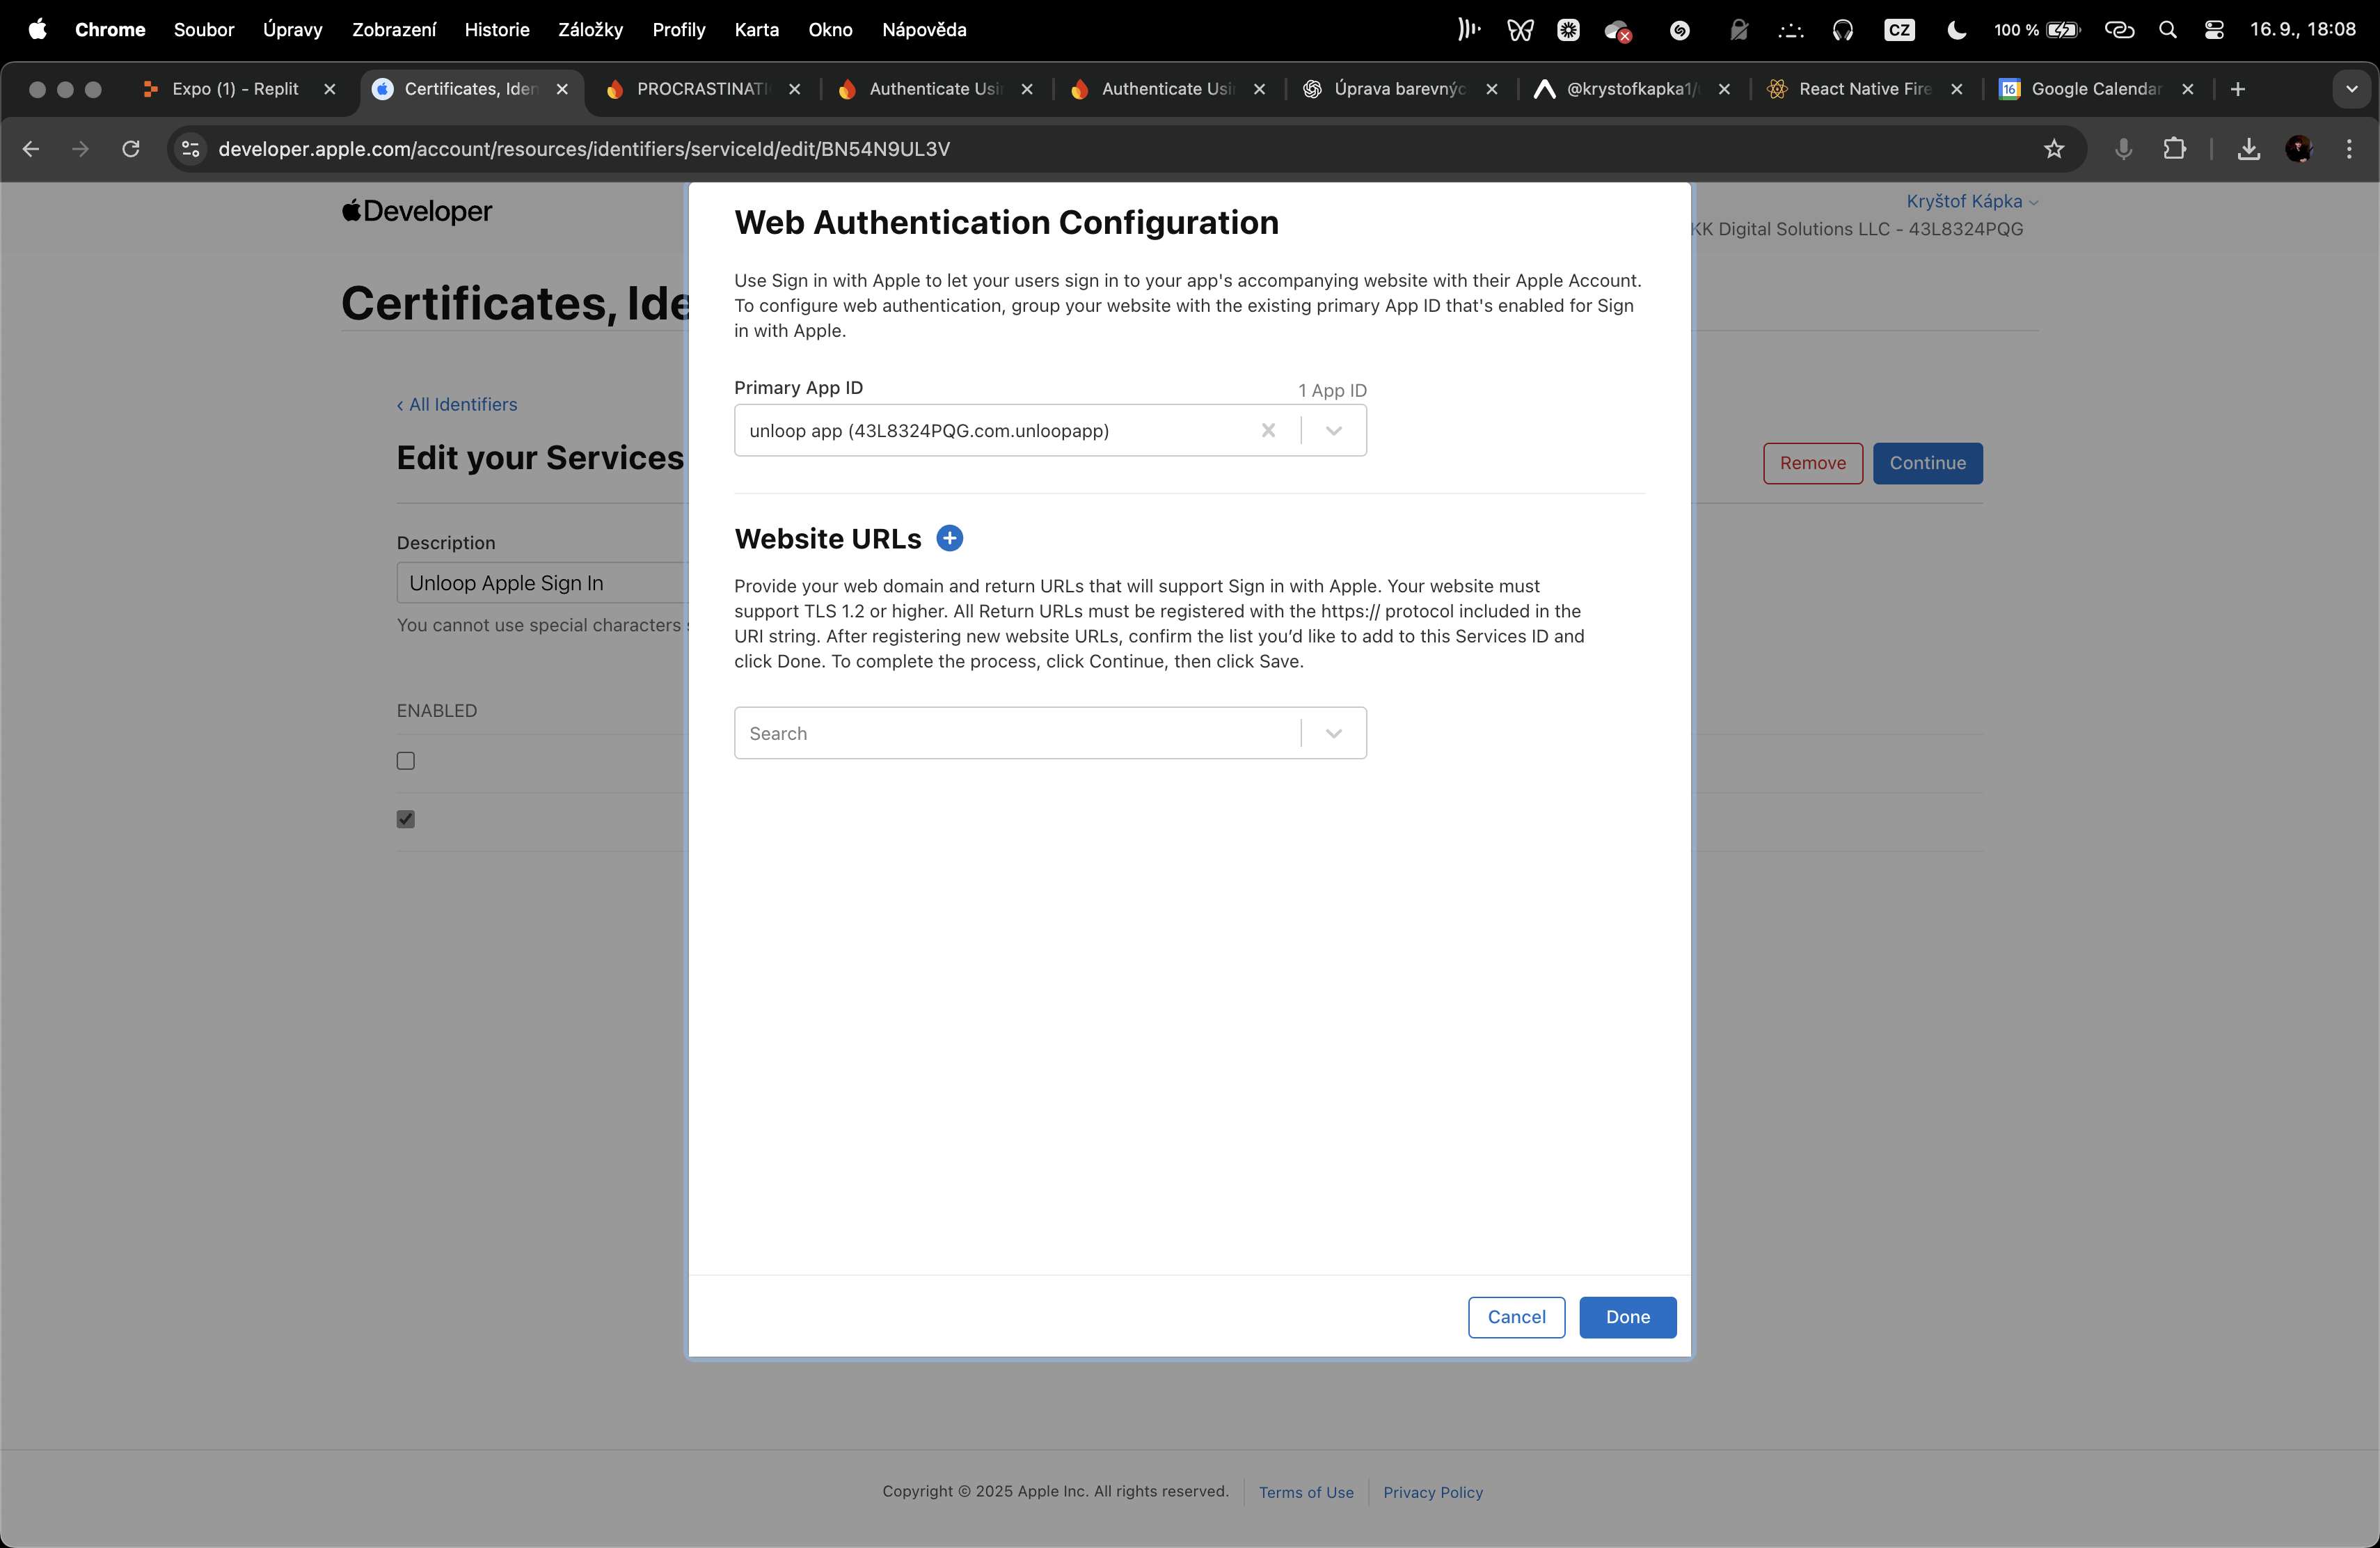 Chrome Soubor Úpravy Zobrazení Historie Záložky Profily Karta Okno Nápověda CZ 100 % 16. 9., 18:08
Expo (1) - Replit Certificates, Iden PROCRASTINATI Authenticate Usin Authenticate Usin Úprava barevnýc @krystofkapka1/ React Native Fire 16 Google Calendar
developer.apple.com/account/resources/identifiers/serviceId/edit/BN54N9UL3V
Developer
Kryštof Kápka
KK Digital Solutions LLC - 43L8324PQG
Certificates, Ide
‹ All Identifiers
Edit your Services
Remove Continue
Description
Unloop Apple Sign In
You cannot use special characters
ENABLED
Web Authentication Configuration
Use Sign in with Apple to let your users sign in to your app's accompanying website with their Apple Account.
To configure web authentication, group your website with the existing primary App ID that's enabled for Sign
in with Apple.
Primary App ID 1 App ID
unloop app (43L8324PQG.com.unloopapp)
Website URLs
Provide your web domain and return URLs that will support Sign in with Apple. Your website must
support TLS 1.2 or higher. All Return URLs must be registered with the https:// protocol included in the
URI string. After registering new website URLs, confirm the list you’d like to add to this Services ID and
click Done. To complete the process, click Continue, then click Save.
Search
Cancel Done
Copyright © 2025 Apple Inc. All rights reserved. Terms of Use Privacy Policy